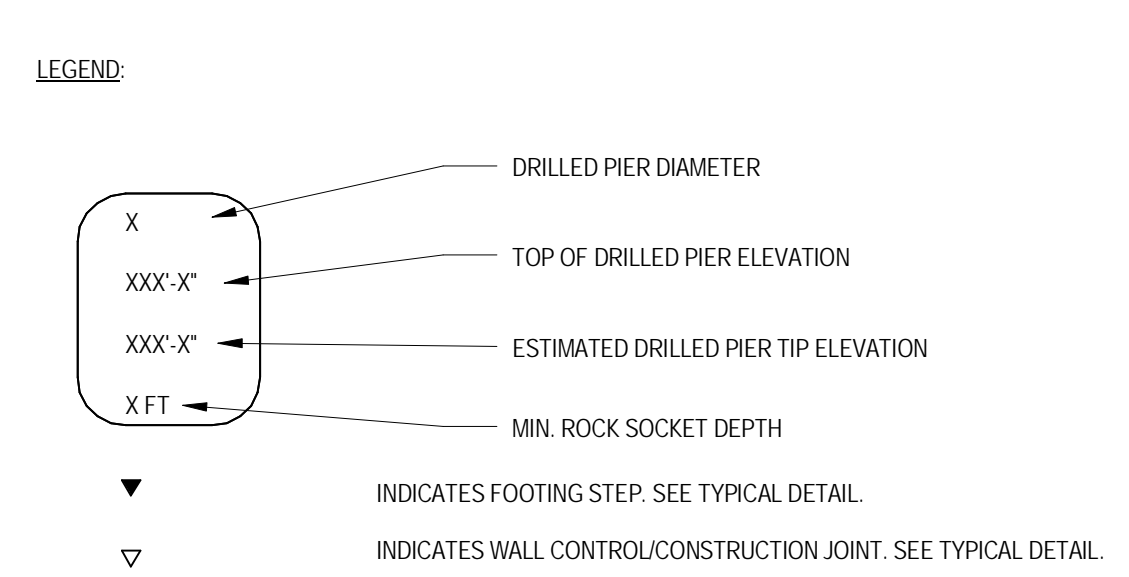 LEGEND:
DRILLED PIER DIAMETER
X
TOP OF DRILLED PIER ELEVATION
XXX'-X"
XXX'-X"
ESTIMATED DRILLED PIER TIP ELEVATION
X FT
MIN. ROCK SOCKET DEPTH
INDICATES FOOTING STEP. SEE TYPICAL DETAIL.
INDICATES WALL CONTROL/CONSTRUCTION JOINT. SEE TYPICAL DETAIL.